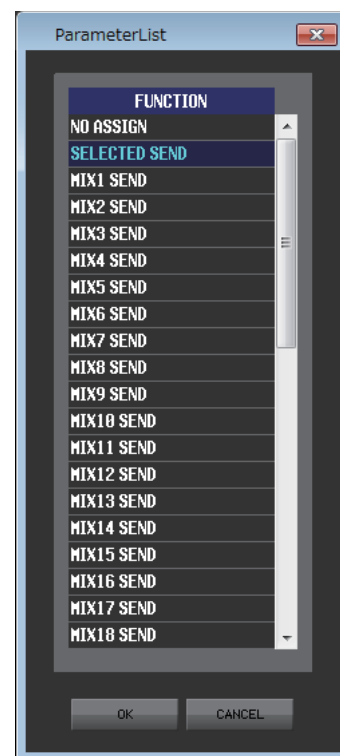 ParameterList
FUNCTION
NO ASSIGN
SELECTED SEND
MIX1 SEND
MIX2 SEND
MIX3 SEND
MIX4 SEND
MIX5 SEND
MIX6 SEND
MIX7 SEND
MIX8 SEND
MIX9 SEND
MIX10 SEND
MIX11 SEND
MIX12 SEND
MIX13 SEND
MIX14 SEND
MIX15 SEND
MIX16 SEND
MIX17 SEND
MIX18 SEND
OK CANCEL